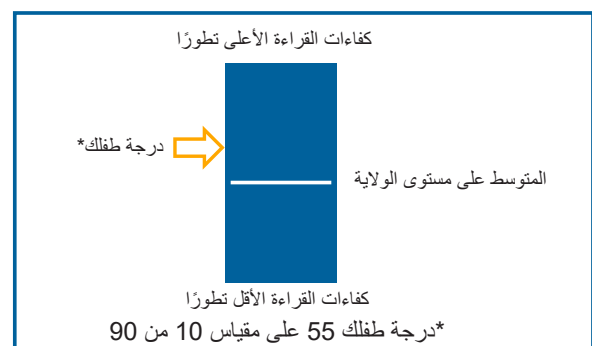 كفاءات القراءة الأعلى تطورًا
درجة طفلك*
المتوسط على مستوى الولاية
كفاءات القراءة الأقل تطورًا
*درجة طفلك 55 على مقياس 10 من 90